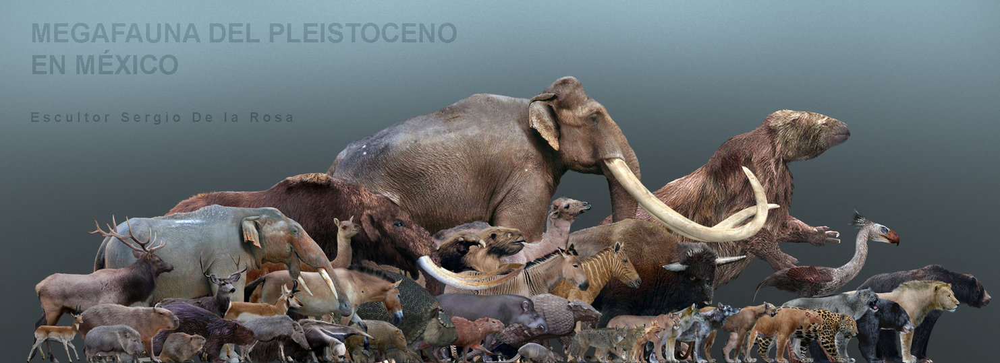 MEGAFAUNA DEL PLEISTOCENO
EN MÉXICO
Escultor Sergio De la Rosa